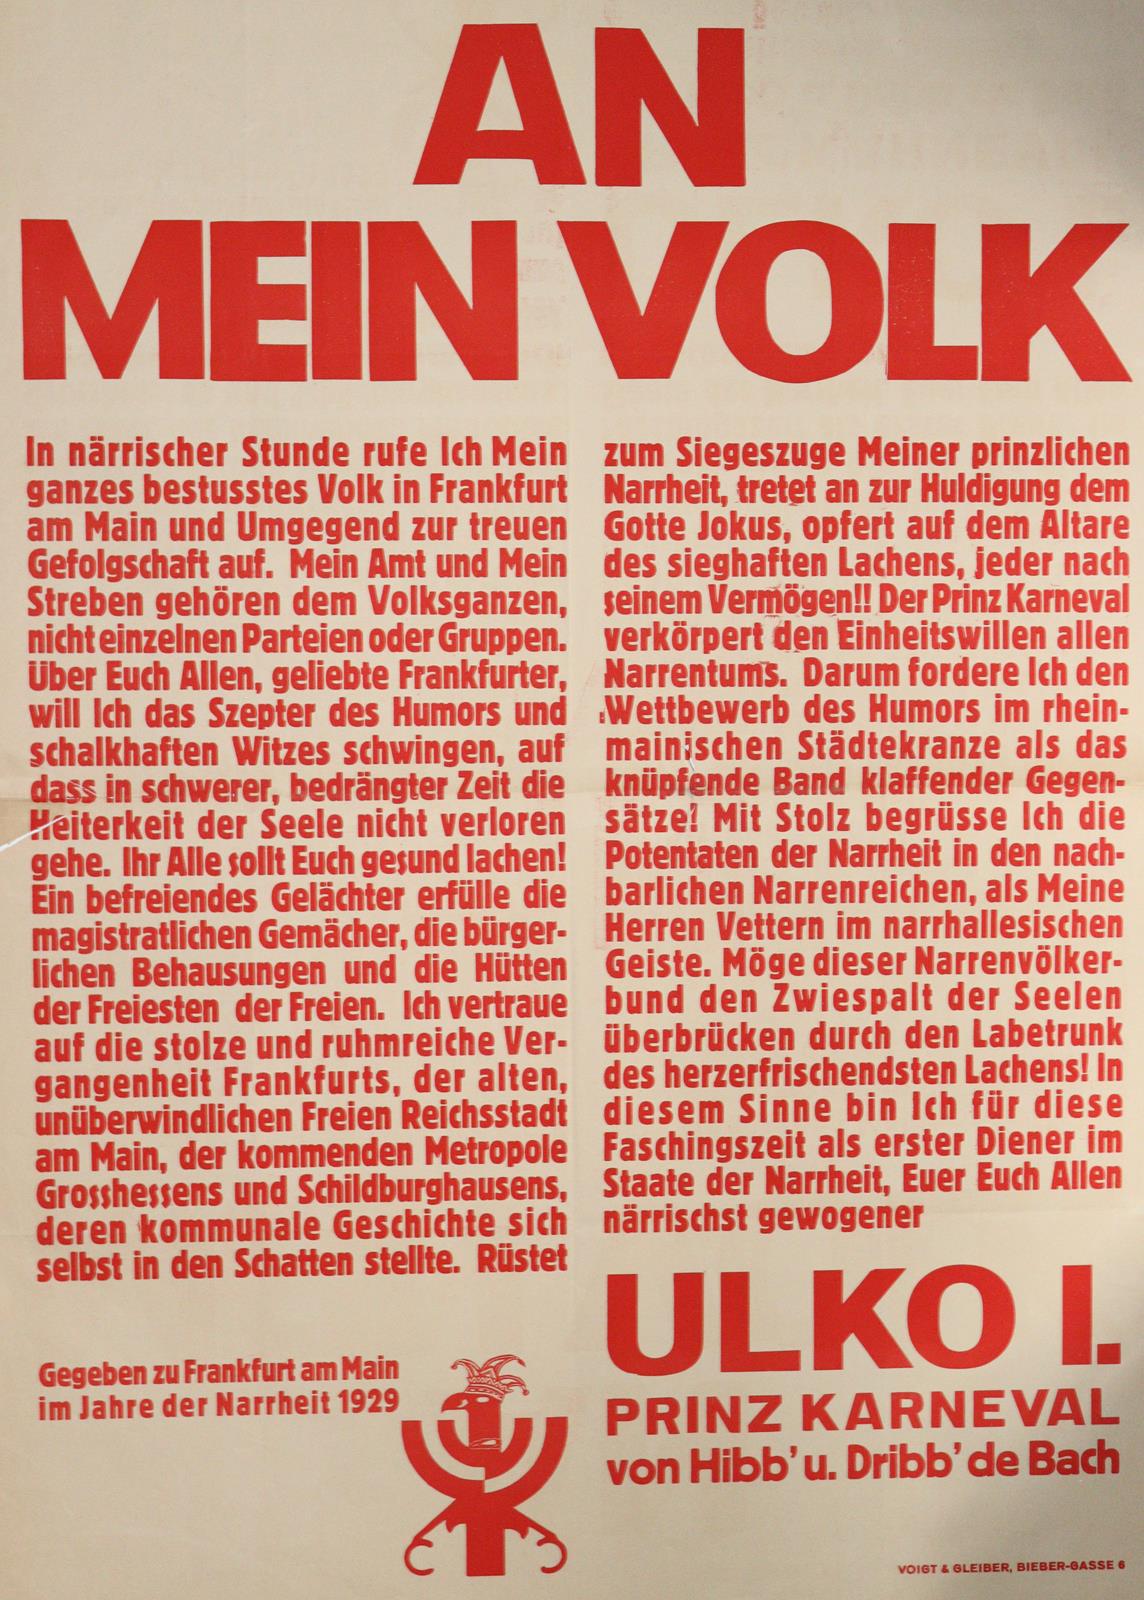 AN
MEIN VOLK
In närrischer Stunde rufe Ich Mein
ganzes bestusstes Volk in Frankfurt
am Main und Umgegend zur treuen
Gefolgschaft auf. Mein Amt und Mein
Streben gehören dem Volksganzen,
nicht einzelnen Parteien oder Gruppen.
Über Euch Allen, geliebte Frankfurter,
will Ich das Szepter des Humors und
schalkhaften Witzes schwingen, auf
dass in schwerer, bedrängter Zeit die
Heiterkeit der Seele nicht verloren
gehe. Ihr Alle sollt Euch gesund lachen!
Ein befreiendes Gelächter erfülle die
magistratlichen Gemächer, die bürger-
lichen Behausungen und die Hütten
der Freiesten der Freien. Ich vertraue
auf die stolze und ruhmreiche Ver-
gangenheit Frankfurts, der alten,
unüberwindlichen Freien Reichsstadt
am Main, der kommenden Metropole
Grosshessens und Schildburghausens,
deren kommunale Geschichte sich
selbst in den Schatten stellte. Rüstet
zum Siegeszuge Meiner prinzlichen
Narrheit, tretet an zur Huldigung dem
Gotte Jokus, opfert auf dem Altare
des sieghaften Lachens, jeder nach
seinem Vermögen!! Der Prinz Karneval
verkörpert den Einheitswillen allen
Narrentums. Darum fordere Ich den
Wettbewerb des Humors im rhein-
mainischen Städtekranze als das
knüpfende Band klaffender Gegen-
sätze! Mit Stolz begrüsse Ich die
Potentaten der Narrheit in den nach-
barlichen Narrenreichen, als Meine
Herren Vettern im narrhallesischen
Geiste. Möge dieser Narrenvölker-
bund den Zwiespalt der Seelen
überbrücken durch den Labetrunk
des herzerfrischendsten Lachens! In
diesem Sinne bin Ich für diese
Faschingszeit als erster Diener im
Staate der Narrheit, Euer Euch Allen
närrischst gewogener
ULKO I.
PRINZ KARNEVAL
von Hibb' u. Dribb' de Bach
Gegeben zu Frankfurt am Main
im Jahre der Narrheit 1929
VOIGT & GLEIBER, BIEBER-GASSE 6